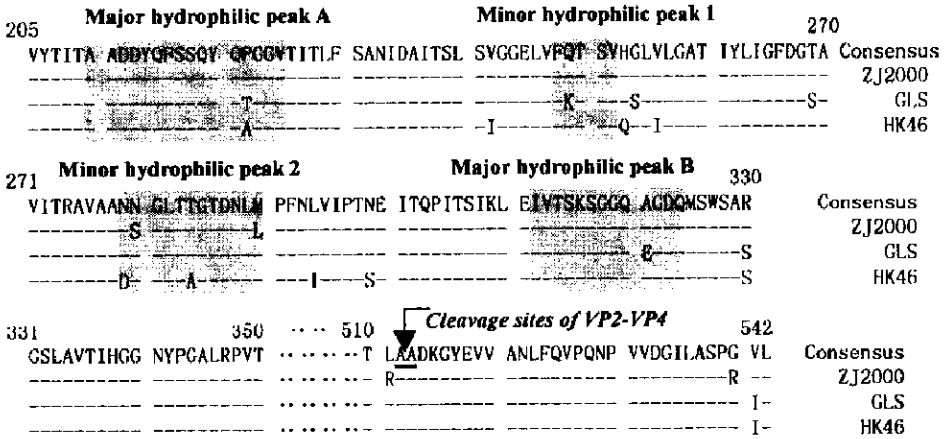 Major hydrophilic peak A Minor hydrophilic peak 1
205 270
VYTITA ADDYQFSSQY QPGGVTITLF SANIDAITSL SVGGELVFQT SVHGLVLGAT IYLIGFDGTA Consensus
------ ---------- ---------- ---------- ---------- ---------- ---------- ZJ2000
------ ---------- -T-------- ---------- --------K- ---S------ --------S- GLS
------ ---------- -A-------- ---------- -I-------- --Q--I---- ---------- HK46
Minor hydrophilic peak 2 Major hydrophilic peak B
271 330
VITRAVAANN GLTTGTDNLM PFNLVIPTNE ITQPITSIKL EIVTSKSGGQ AGDQMSWSAR Consensus
---------S ---------L ---------- ---------- ---------- ---------- ZJ2000
---------- ---------- ---------- ---------- ---------- E--------S GLS
---------D ---A------ ----I---S- ---------- ---------- ---------S HK46
Cleavage sites of VP2-VP4
331 350 ···· 510 542
GSLAVTIHGG NYPGALRPVT ·· ·· ·· T LAADKGYEVV ANLFQVPQNP VVDGILASPG VL Consensus
---------- ---------- ·· ·· ·· - R--------- ---------- ---------R -- ZJ2000
---------- ---------- ·· ·· ·· - ---------- ---------- ---------- I- GLS
---------- ---------- ·· ·· ·· - ---------- ---------- ---------- I- HK46